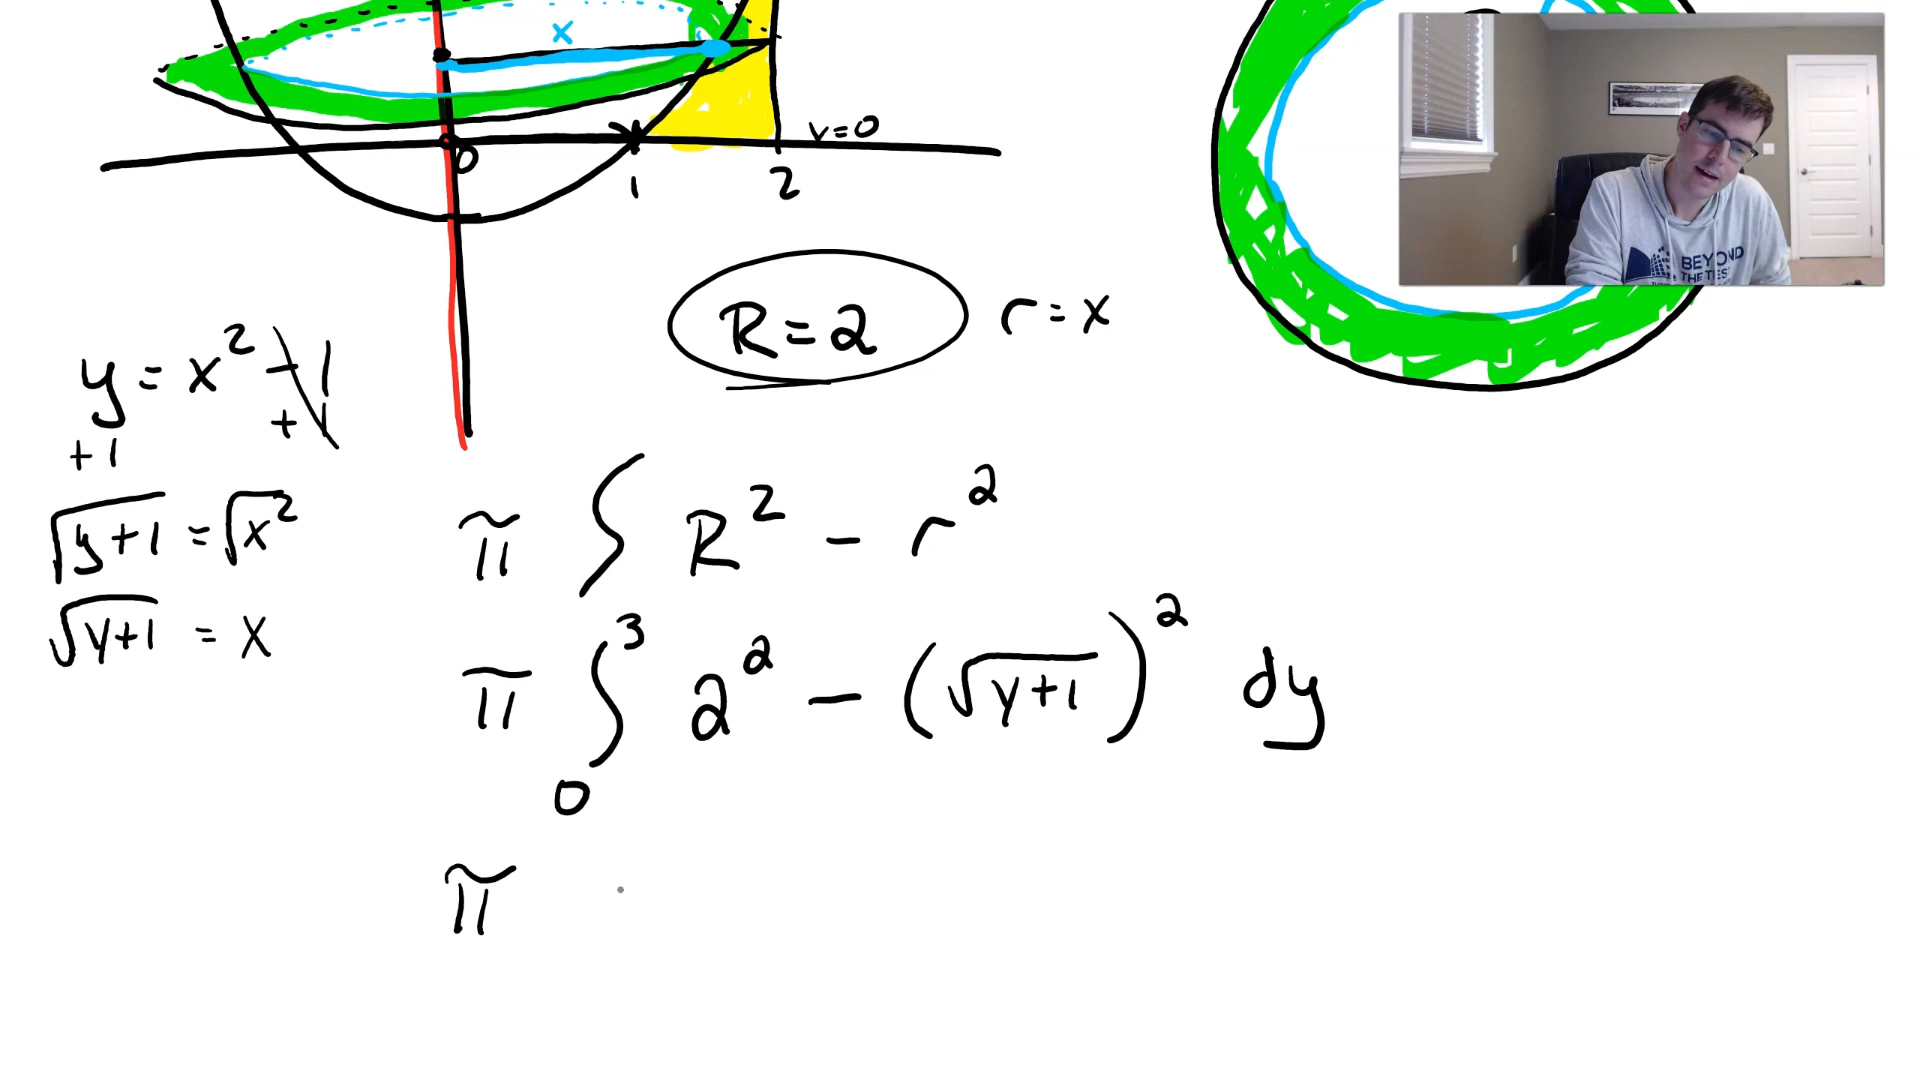 x
y=0
0
1
2
R=2
r=x
y = x² -1
+1 +1
√y+1 = √x²
√y+1 = x
π ∫ R² - r²
π ∫₀³ 2² - (√y+1)² dy
π
BEYOND
THE TEST